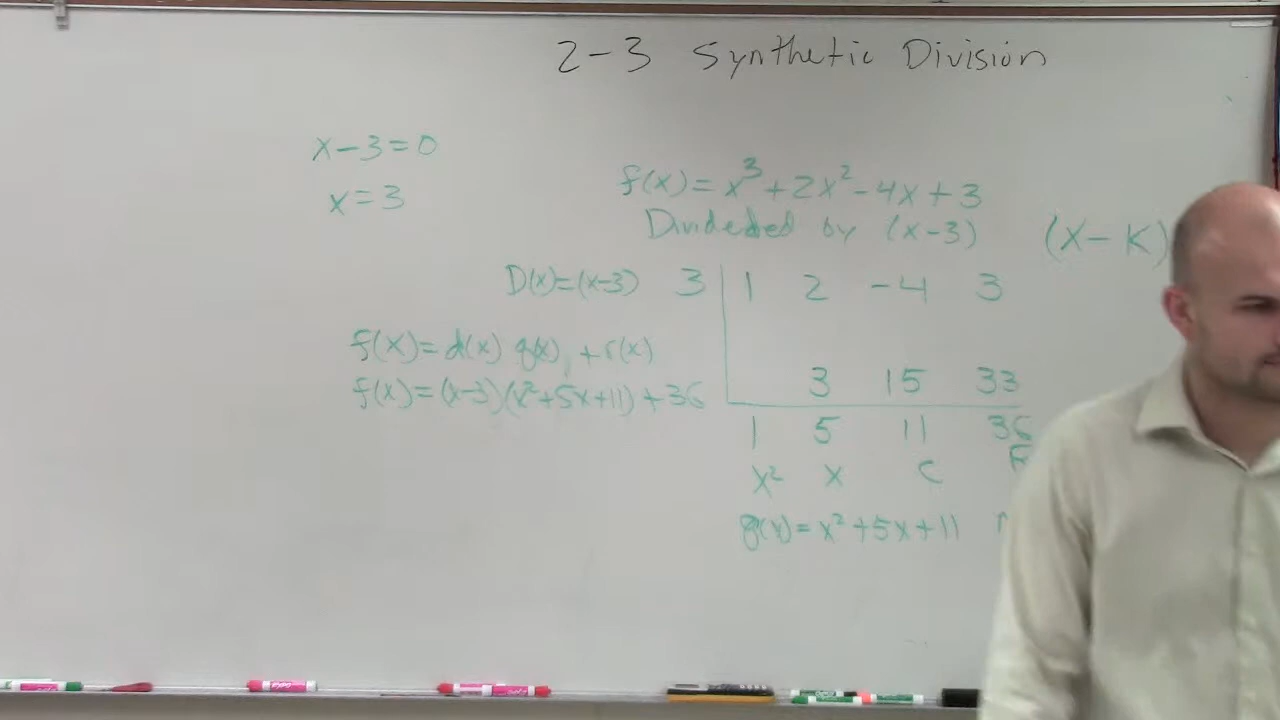 2-3 Synthetic Division
x-3=0
x=3
f(x)=x³+2x²-4x+3
Divideded by (x-3) (X-K)
D(x)=(x-3) 3 1 2 -4 3
f(x)=d(x) q(x) +r(x)
3 15 33
f(x)=(x-3)(x²+5x+11)+36
1 5 11 36
x² x C
q(x)=x²+5x+11